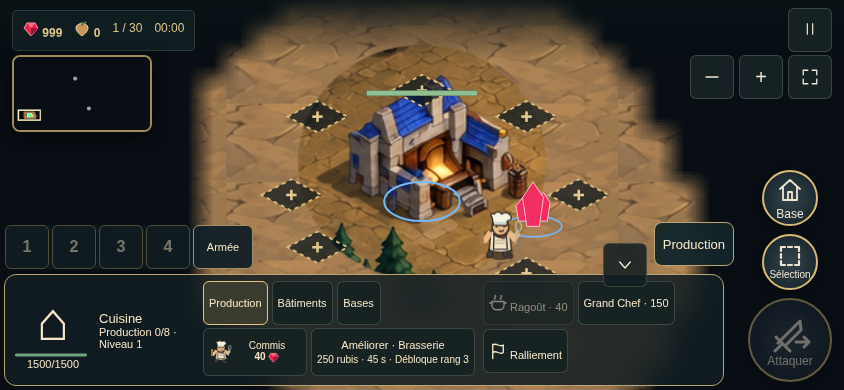 999 0 1 / 30 00:00
Base
1 2 3 4 Armée
Production
Sélection
Production Bâtiments Bases Ragoût · 40 Grand Chef · 150
Cuisine
Production 0/8 ·
Niveau 1
1500/1500
Commis
40
Améliorer · Brasserie
250 rubis · 45 s · Débloque rang 3
Ralliement
Attaquer